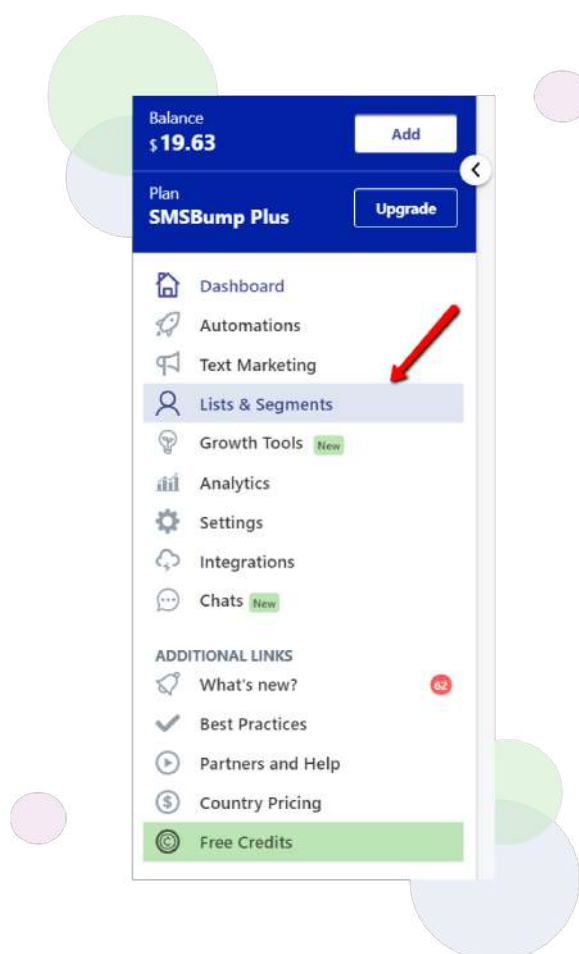 Balance
$19.63
Add
Plan
SMSBump Plus
Upgrade
Dashboard
Automations
Text Marketing
Lists & Segments
Growth Tools New
Analytics
Settings
Integrations
Chats New
ADDITIONAL LINKS
What's new? 62
Best Practices
Partners and Help
Country Pricing
Free Credits